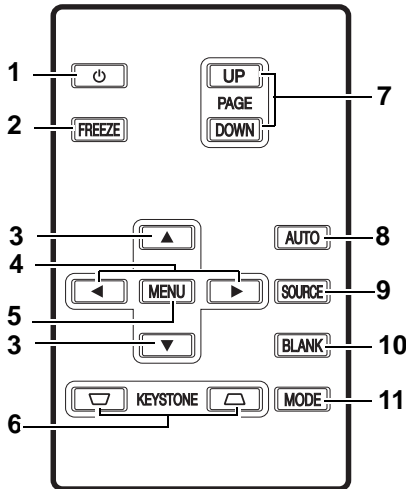 1
UP
7
PAGE
2
FREEZE
DOWN
3
AUTO
8
4
MENU
SOURCE
9
5
3
BLANK
10
KEYSTONE
MODE
11
6